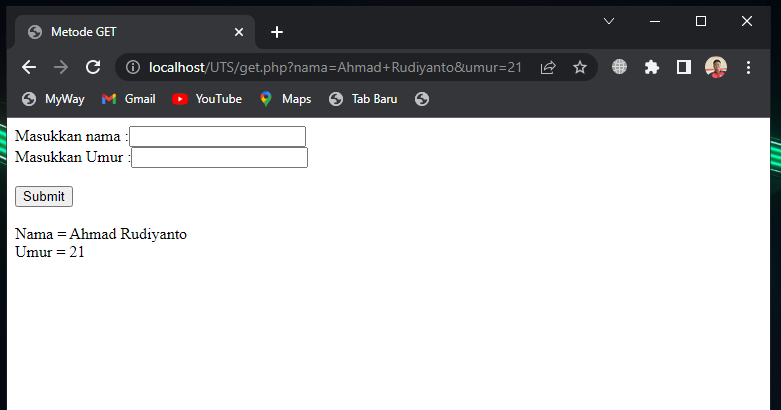 Metode GET
localhost/UTS/get.php?nama=Ahmad+Rudiyanto&umur=21
MyWay Gmail YouTube Maps Tab Baru
Masukkan nama :
Masukkan Umur :
Submit
Nama = Ahmad Rudiyanto
Umur = 21